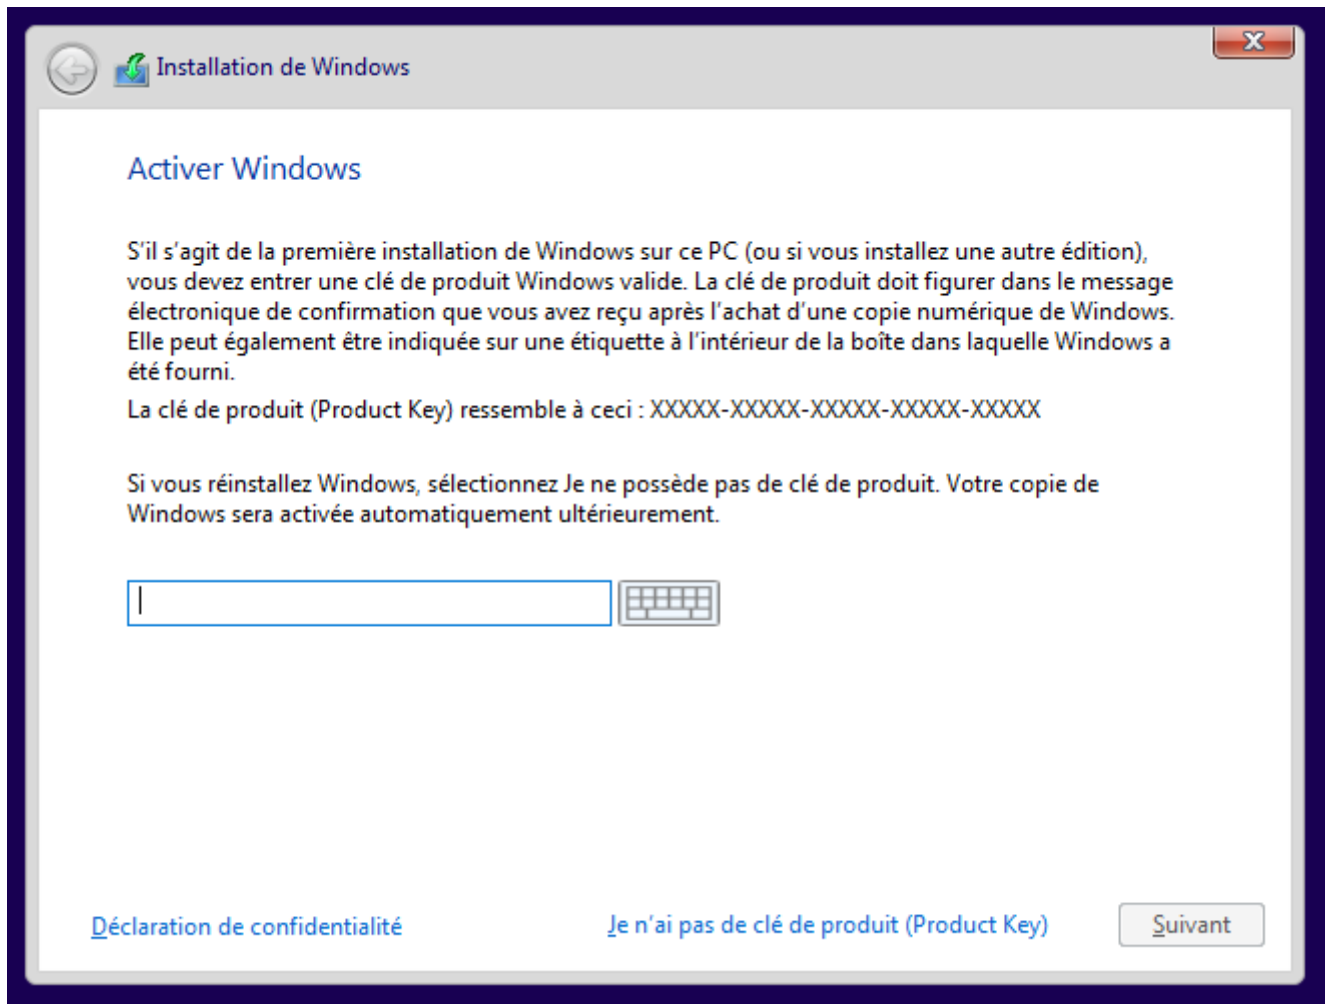 Installation de Windows
Activer Windows
S'il s'agit de la première installation de Windows sur ce PC (ou si vous installez une autre édition),
vous devez entrer une clé de produit Windows valide. La clé de produit doit figurer dans le message
électronique de confirmation que vous avez reçu après l'achat d'une copie numérique de Windows.
Elle peut également être indiquée sur une étiquette à l'intérieur de la boîte dans laquelle Windows a
été fourni.
La clé de produit (Product Key) ressemble à ceci : XXXXX-XXXXX-XXXXX-XXXXX-XXXXX
Si vous réinstallez Windows, sélectionnez Je ne possède pas de clé de produit. Votre copie de
Windows sera activée automatiquement ultérieurement.
Déclaration de confidentialité
Je n'ai pas de clé de produit (Product Key)
Suivant